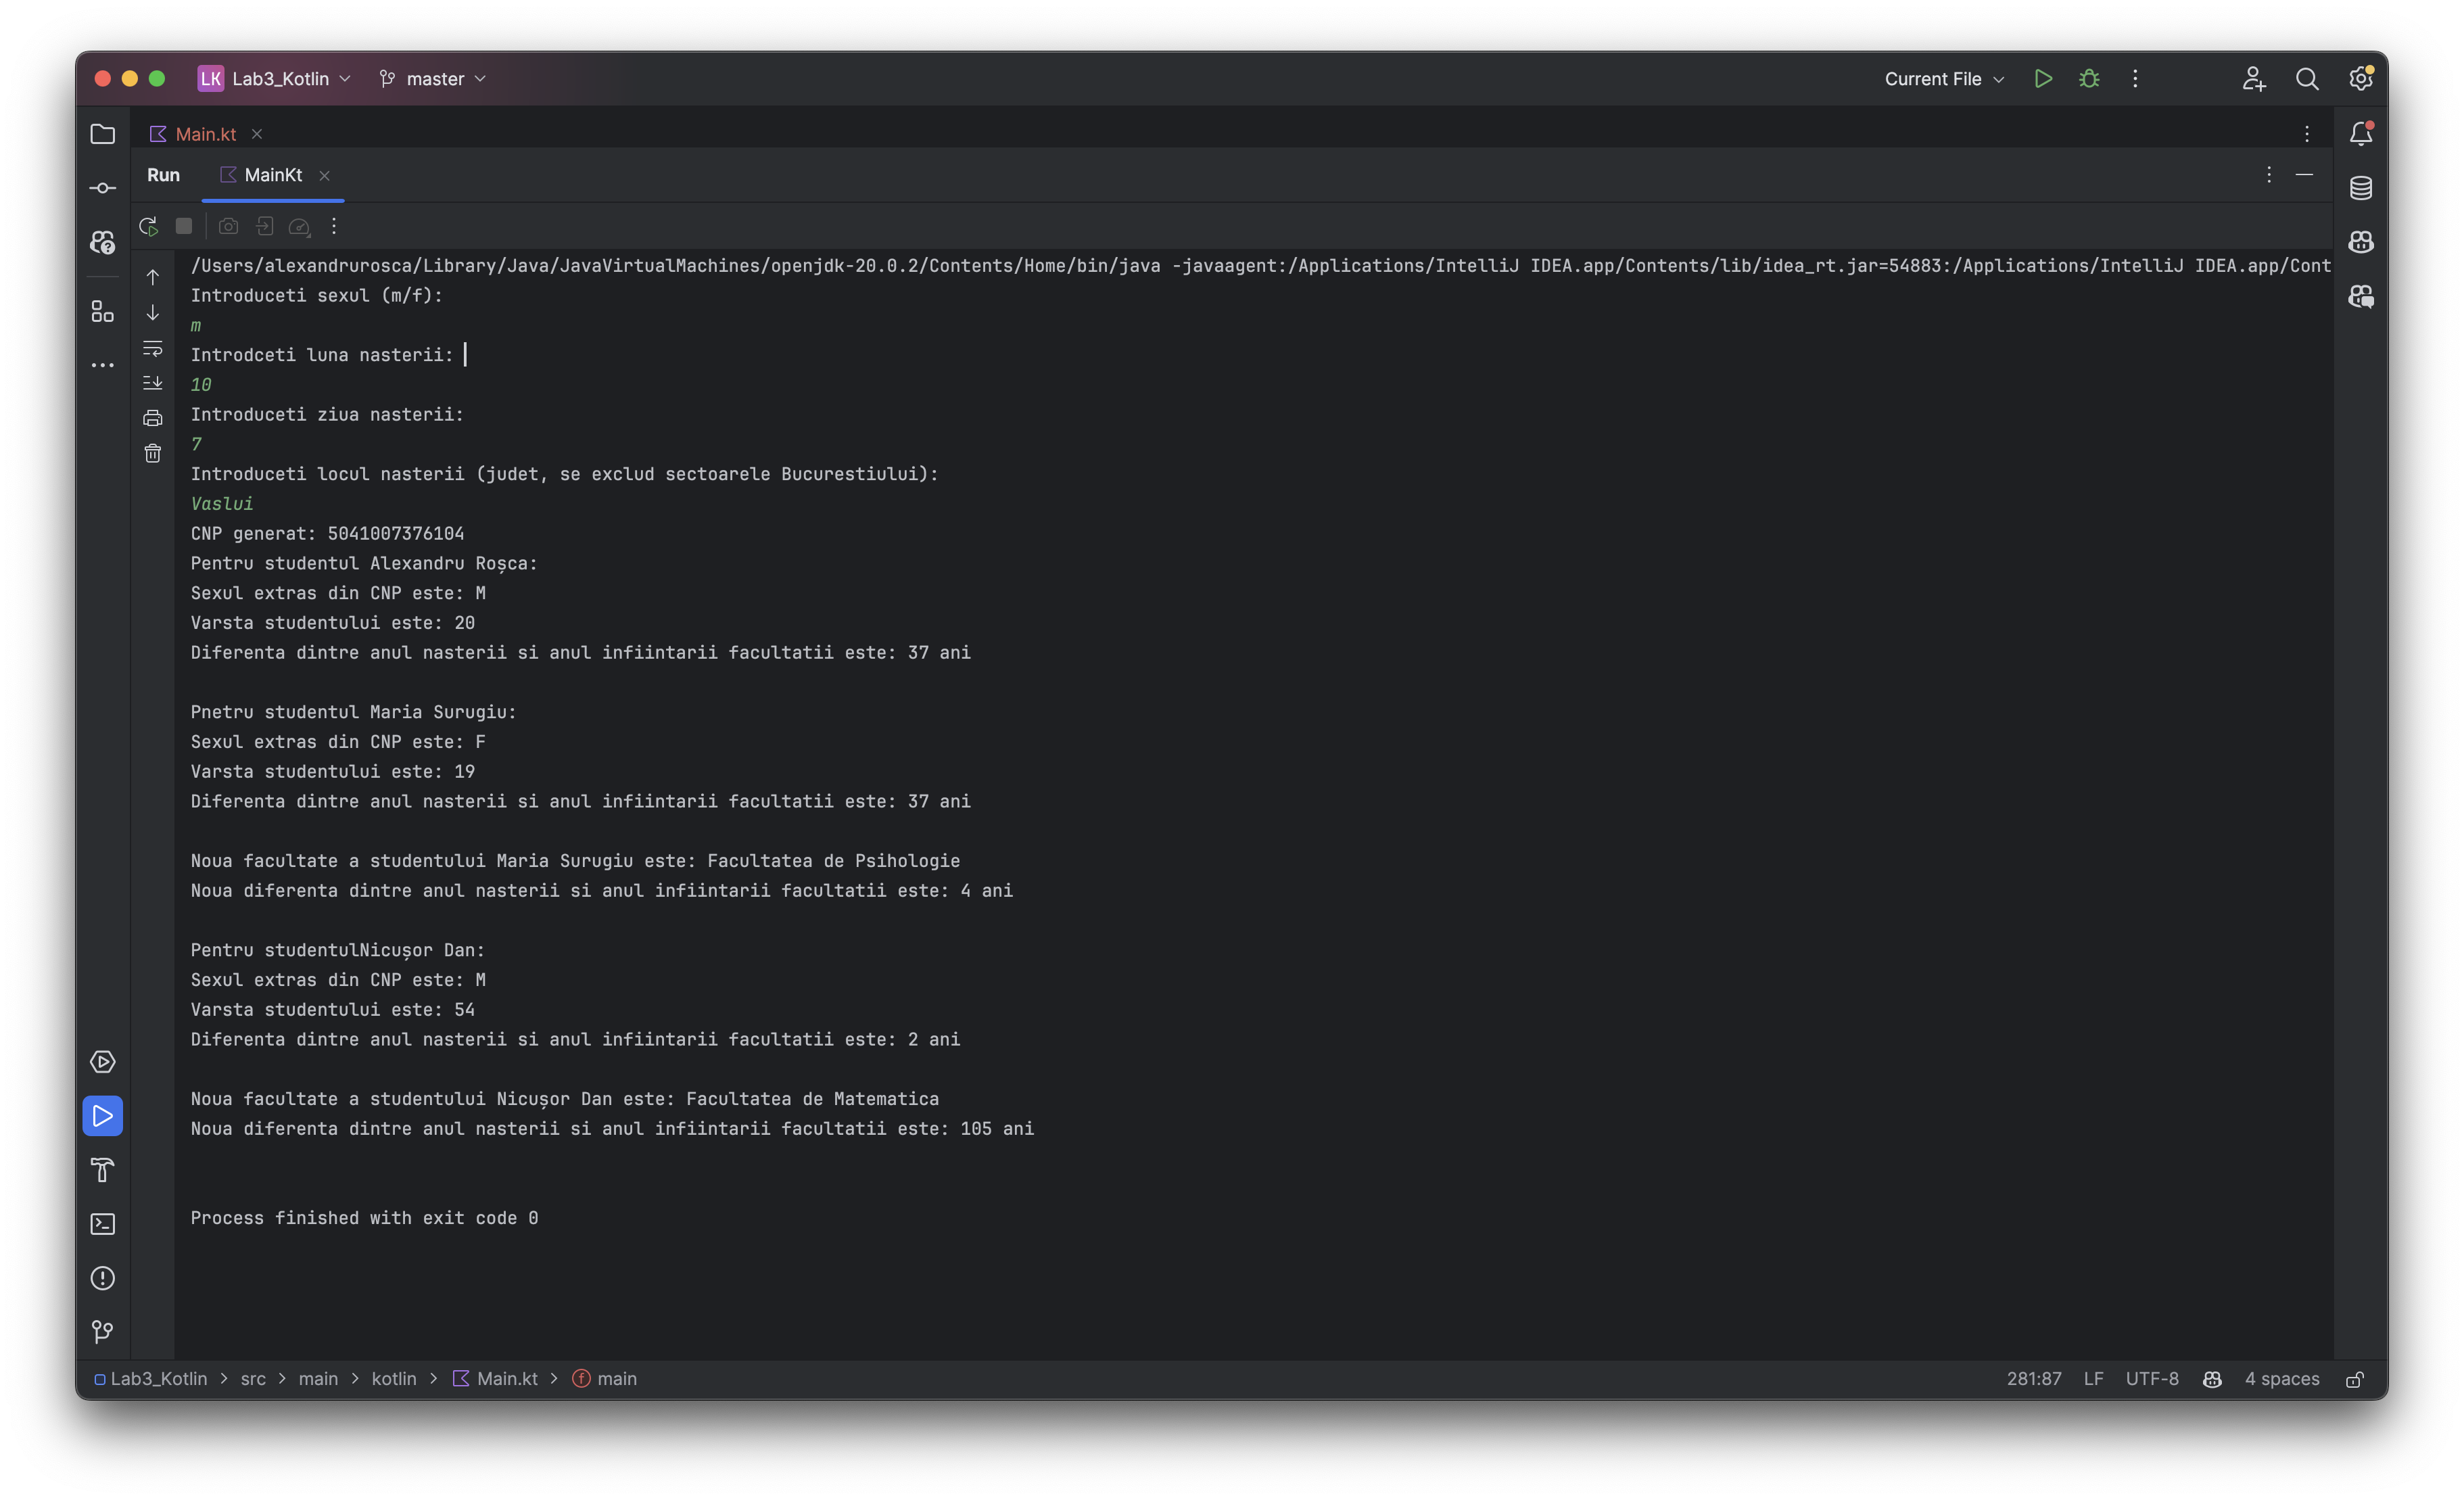 LK Lab3_Kotlin master Current File
Main.kt
Run MainKt
/Users/alexandrurosca/Library/Java/JavaVirtualMachines/openjdk-20.0.2/Contents/Home/bin/java -javaagent:/Applications/IntelliJ IDEA.app/Contents/lib/idea_rt.jar=54883:/Applications/IntelliJ IDEA.app/Cont
Introduceti sexul (m/f):
m
Introdceti luna nasterii:
10
Introduceti ziua nasterii:
7
Introduceti locul nasterii (judet, se exclud sectoarele Bucurestiului):
Vaslui
CNP generat: 5041007376104
Pentru studentul Alexandru Roșca:
Sexul extras din CNP este: M
Varsta studentului este: 20
Diferenta dintre anul nasterii si anul infiintarii facultatii este: 37 ani
Pnetru studentul Maria Surugiu:
Sexul extras din CNP este: F
Varsta studentului este: 19
Diferenta dintre anul nasterii si anul infiintarii facultatii este: 37 ani
Noua facultate a studentului Maria Surugiu este: Facultatea de Psihologie
Noua diferenta dintre anul nasterii si anul infiintarii facultatii este: 4 ani
Pentru studentulNicușor Dan:
Sexul extras din CNP este: M
Varsta studentului este: 54
Diferenta dintre anul nasterii si anul infiintarii facultatii este: 2 ani
Noua facultate a studentului Nicușor Dan este: Facultatea de Matematica
Noua diferenta dintre anul nasterii si anul infiintarii facultatii este: 105 ani
Process finished with exit code 0
Lab3_Kotlin > src > main > kotlin > Main.kt > main 281:87 LF UTF-8 4 spaces